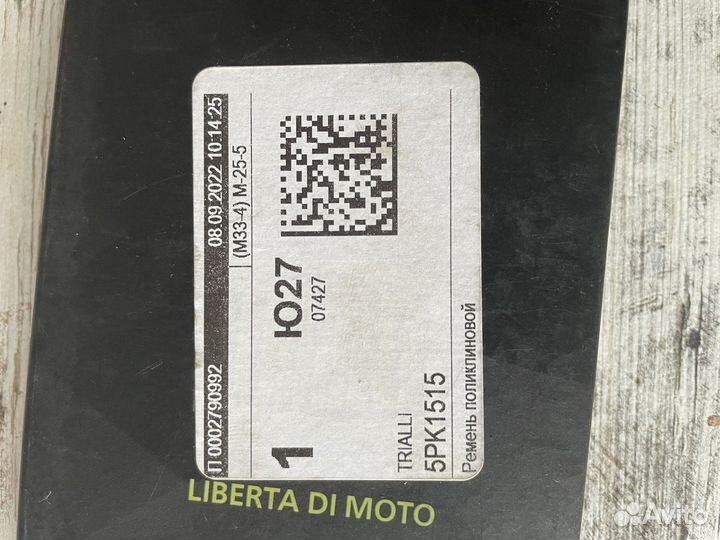 П 0002790992 08.09.2022 10:14:25
(М33-4) М-25-5
1 Ю27
07427
TRIALLI
5PK1515
Ремень поликлиновой
LIBERTA DI MOTO
Avito